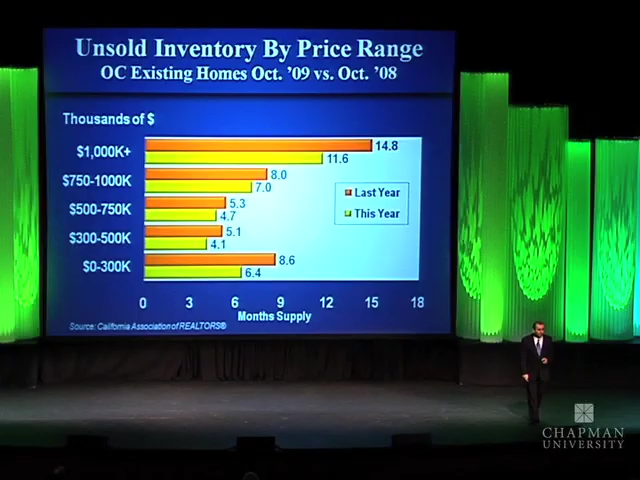 Unsold Inventory By Price Range
OC Existing Homes Oct. '09 vs. Oct. '08
Thousands of $
$1,000K+
14.8
11.6
$750-1000K
8.0
7.0
$500-750K
5.3
4.7
$300-500K
5.1
4.1
$0-300K
8.6
6.4
Last Year
This Year
0 3 6 9 12 15 18
Months Supply
Source: California Association of REALTORS®
CHAPMAN
UNIVERSITY